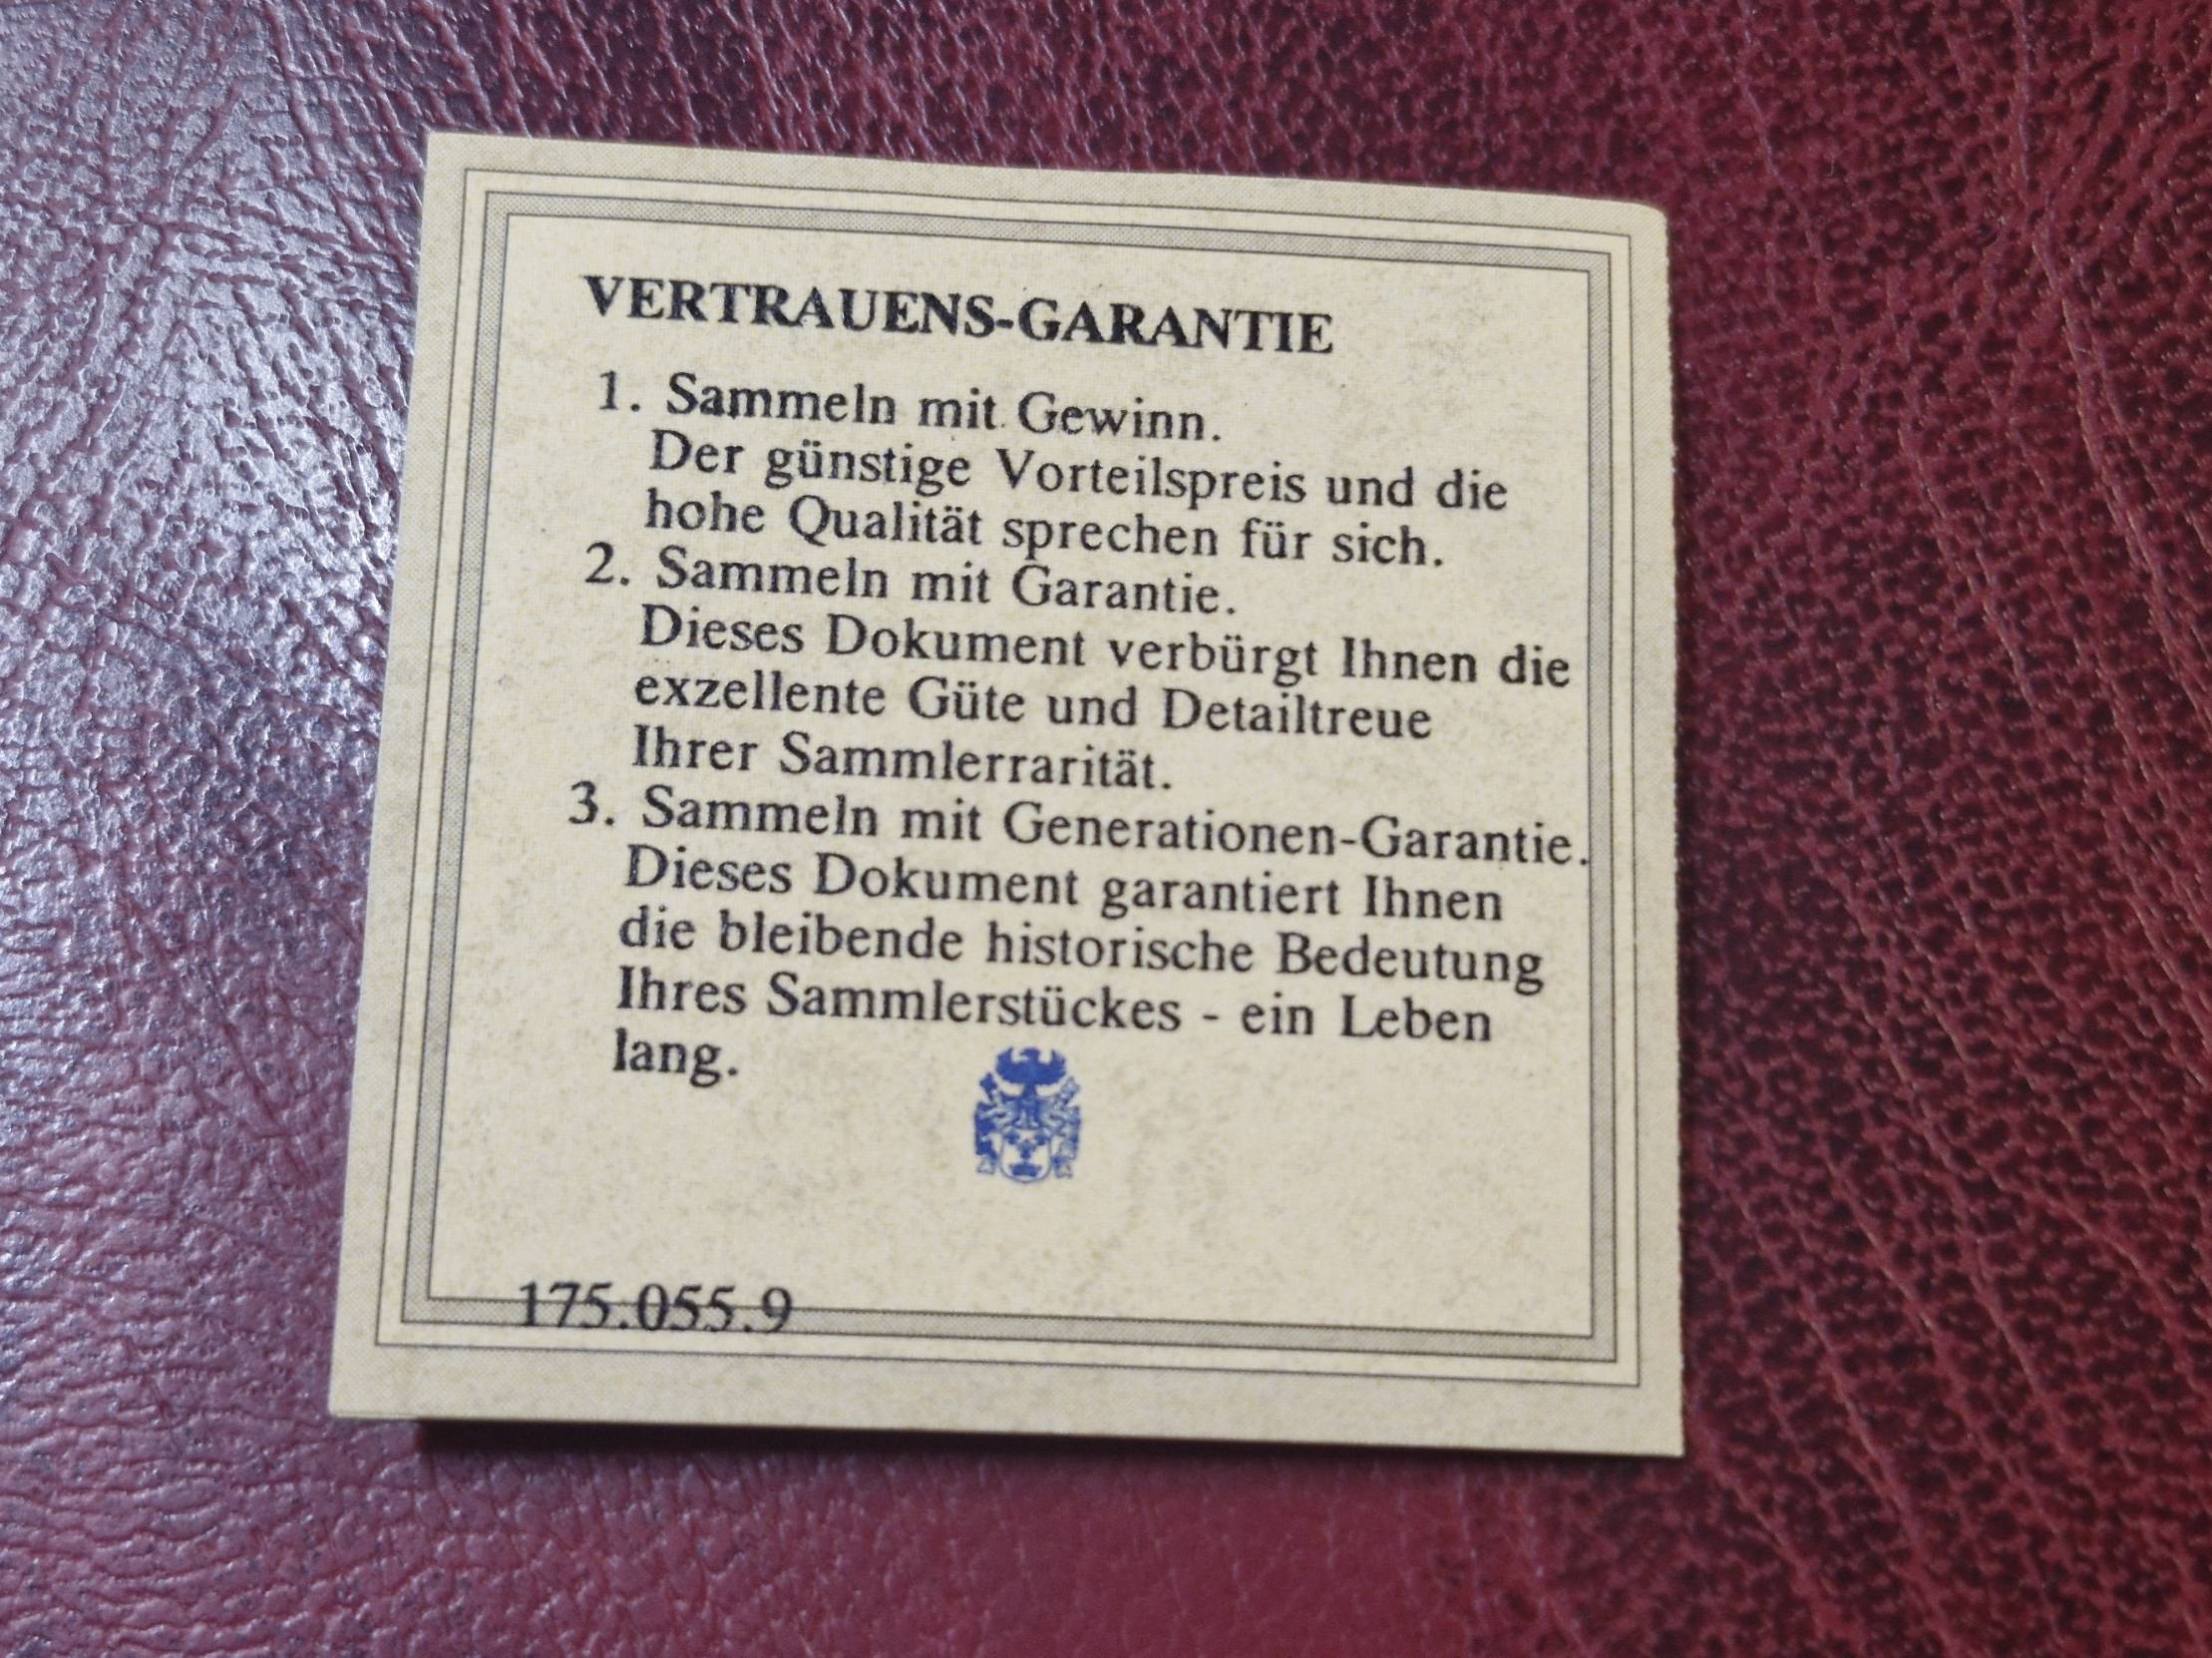 VERTRAUENS-GARANTIE
1. Sammeln mit Gewinn.
Der günstige Vorteilspreis und die
hohe Qualität sprechen für sich.
2. Sammeln mit Garantie.
Dieses Dokument verbürgt Ihnen die
exzellente Güte und Detailtreue
Ihrer Sammlerrarität.
3. Sammeln mit Generationen-Garantie.
Dieses Dokument garantiert Ihnen
die bleibende historische Bedeutung
Ihres Sammlerstückes - ein Leben
lang.
175.055.9